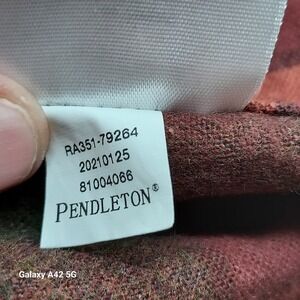 RA351-79264
20210125
81004066
PENDLETON®
Galaxy A42 5G